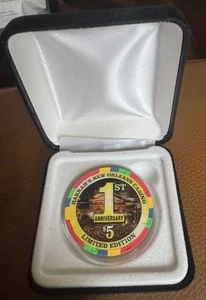 HARRAH'S NEW ORLEANS CASINO
1ST
ANNIVERSARY
$5
LIMITED EDITION